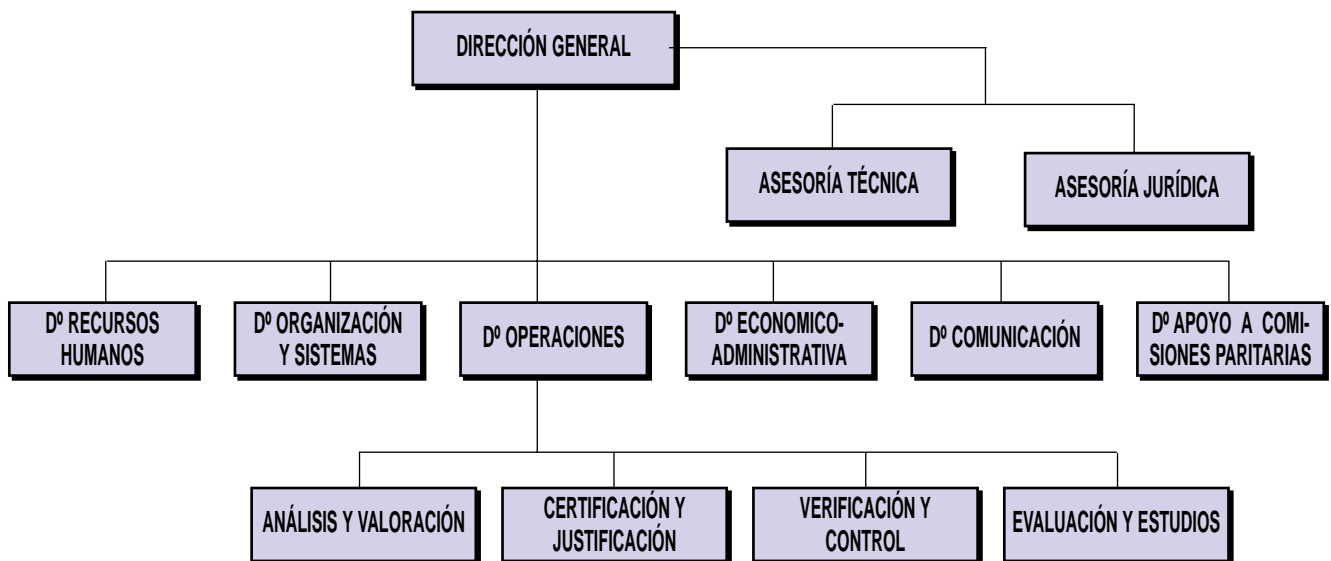 DIRECCIÓN GENERAL
ASESORÍA TÉCNICA
ASESORÍA JURÍDICA
Dº RECURSOS
HUMANOS
Dº ORGANIZACIÓN
Y SISTEMAS
Dº OPERACIONES
Dº ECONOMICO-
ADMINISTRATIVA
Dº COMUNICACIÓN
Dº APOYO A COMI-
SIONES PARITARIAS
ANÁLISIS Y VALORACIÓN
CERTIFICACIÓN Y
JUSTIFICACIÓN
VERIFICACIÓN Y
CONTROL
EVALUACIÓN Y ESTUDIOS